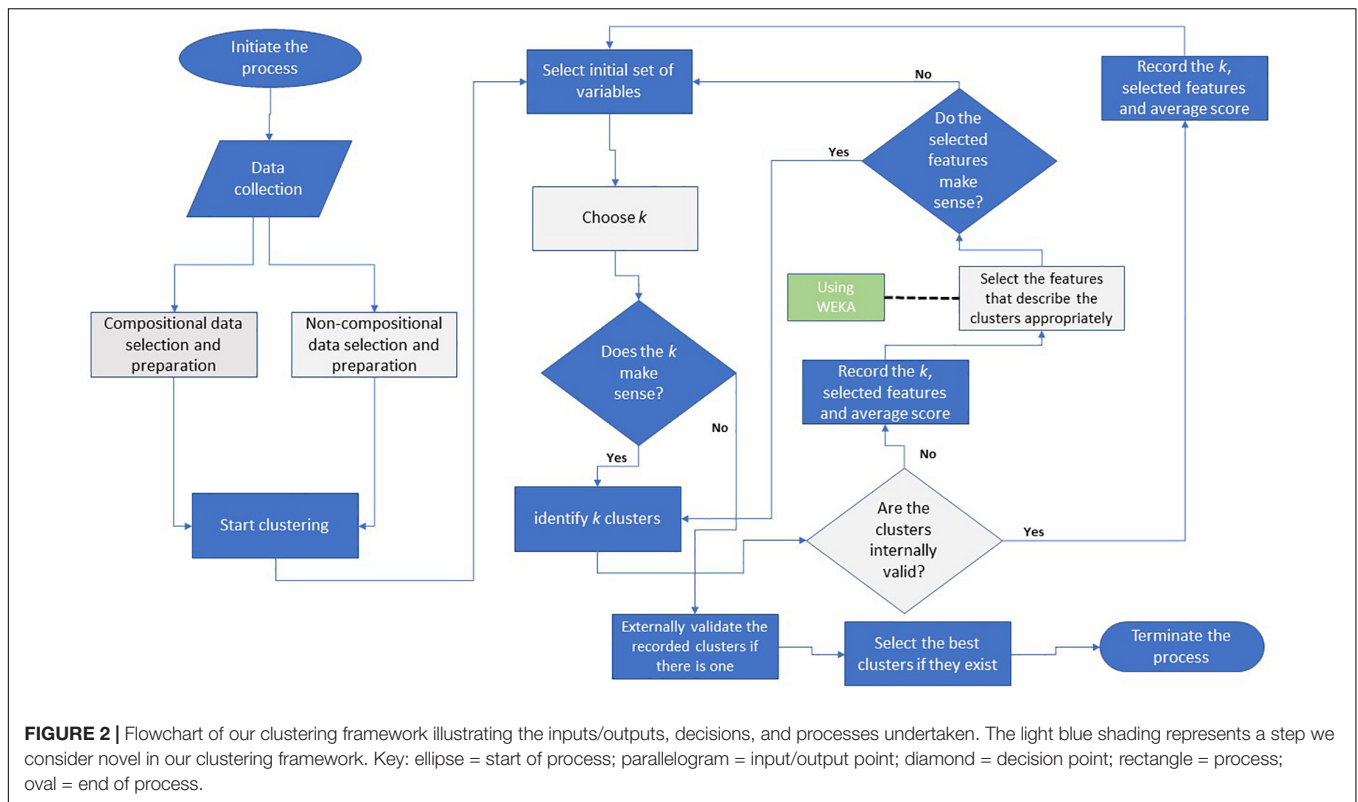 Initiate the
process
Data
collection
Compositional data
selection and
preparation
Non-compositional
data selection and
preparation
Start clustering
Select initial set of
variables
Choose k
Does the k
make
sense?
No
Yes
identify k clusters
Externally validate the
recorded clusters if
there is one
Select the best
clusters if they exist
Terminate the
process
Are the
clusters
internally
valid?
No
Yes
Record the k,
selected features
and average score
Select the features
that describe the
clusters appropriately
Using
WEKA
Do the
selected
features
make
sense?
No
Yes
Record the k,
selected features
and average score
FIGURE 2 | Flowchart of our clustering framework illustrating the inputs/outputs, decisions, and processes undertaken. The light blue shading represents a step we
consider novel in our clustering framework. Key: ellipse = start of process; parallelogram = input/output point; diamond = decision point; rectangle = process;
oval = end of process.